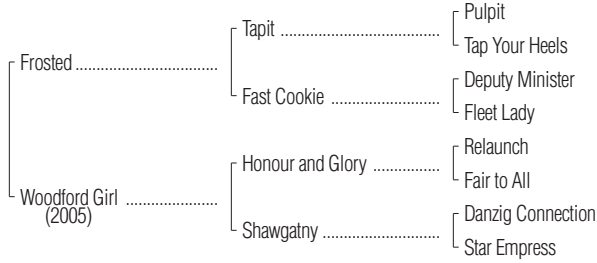 Pulpit
Tapit ..................................
Tap Your Heels
Frosted ..............................
Deputy Minister
Fast Cookie .......................
Fleet Lady
Relaunch
Honour and Glory ..............
Fair to All
Woodford Girl ...................
(2005)
Danzig Connection
Shawgatny .........................
Star Empress